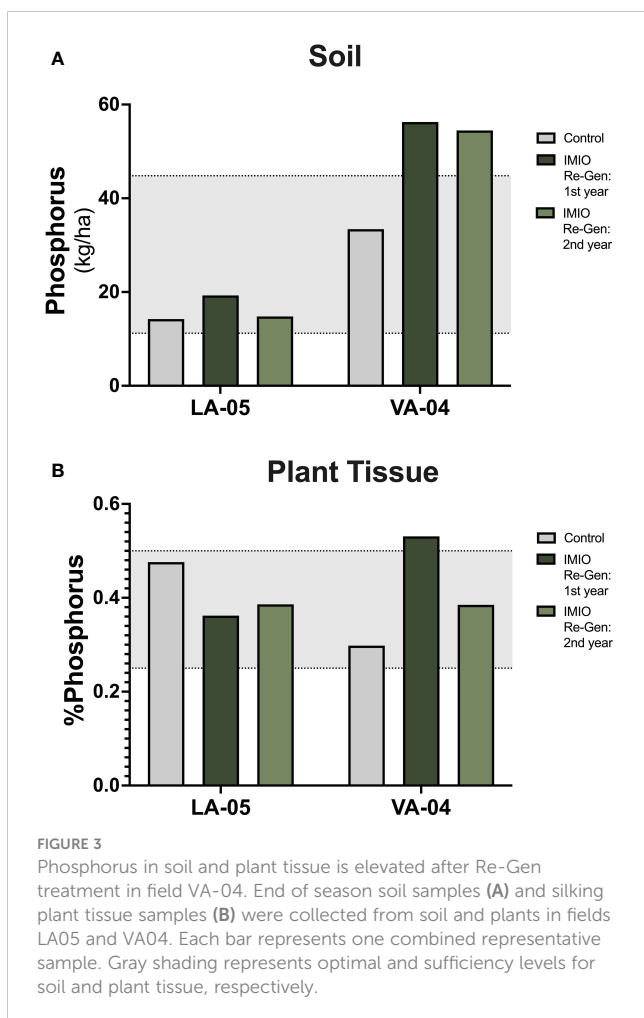 A
Soil
Phosphorus
(kg/ha)
60
40
20
0
LA-05
VA-04
Control
IMIO
Re-Gen:
1st year
IMIO
Re-Gen:
2nd year
B
Plant Tissue
%Phosphorus
0.6
0.4
0.2
0.0
LA-05
VA-04
Control
IMIO
Re-Gen:
1st year
IMIO
Re-Gen:
2nd year
FIGURE 3
Phosphorus in soil and plant tissue is elevated after Re-Gen
treatment in field VA-04. End of season soil samples (A) and silking
plant tissue samples (B) were collected from soil and plants in fields
LA05 and VA04. Each bar represents one combined representative
sample. Gray shading represents optimal and sufficiency levels for
soil and plant tissue, respectively.